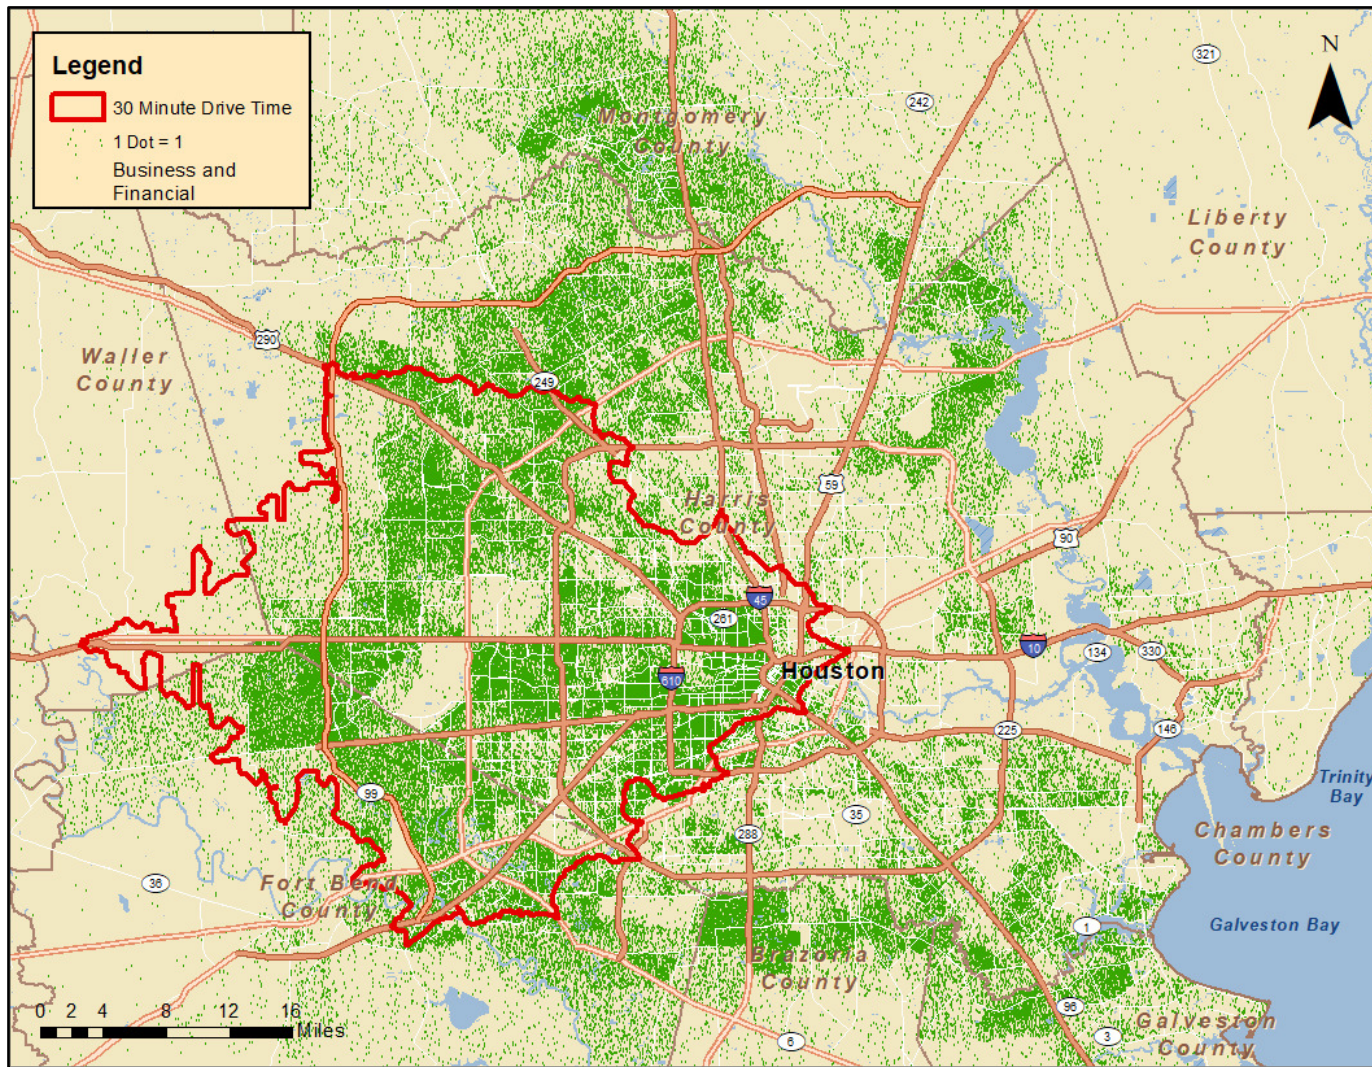 Legend
30 Minute Drive Time
1 Dot = 1
Business and
Financial
N
321
242
Montgomery
County
Liberty
County
290
Waller
County
249
59
Harris
County
90
45
261
10
134
330
Houston
610
146
225
Trinity
Bay
99
35
288
Chambers
County
36
Fort Bend
County
1
Galveston Bay
Brazoria
County
96
Galveston
County
3
6
0 2 4 8 12 16
Miles